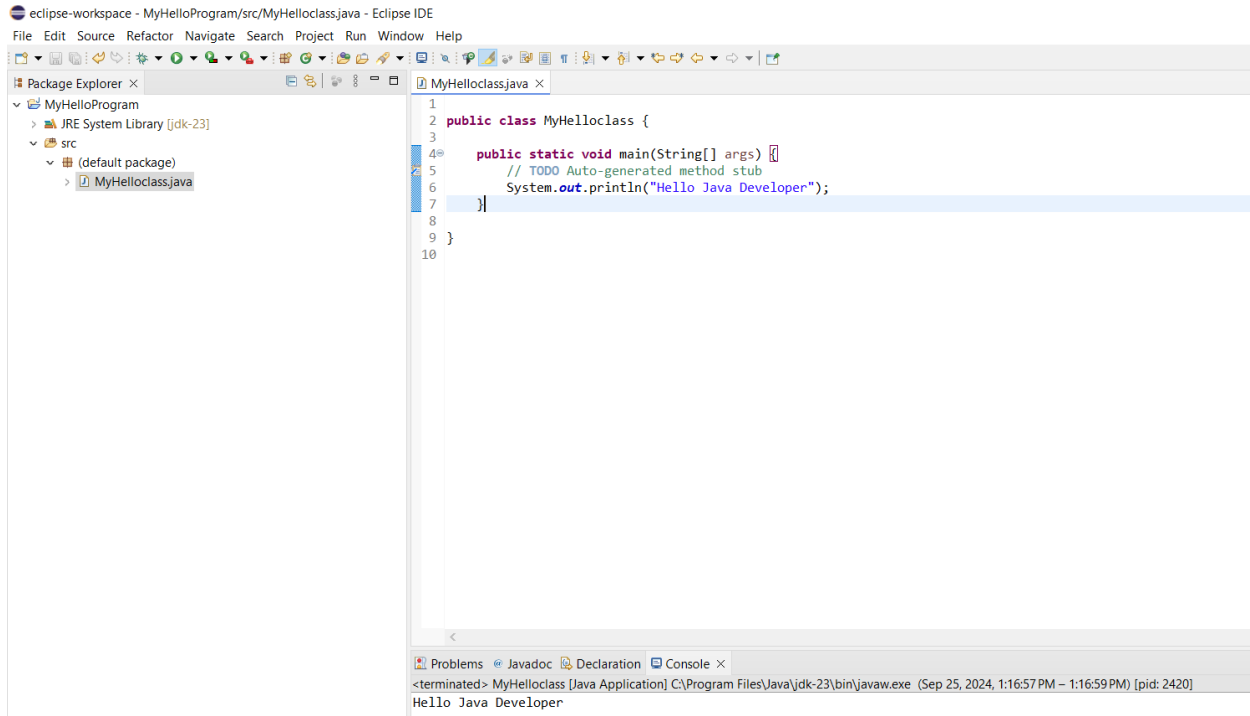 eclipse-workspace - MyHelloProgram/src/MyHelloclass.java - Eclipse IDE
File Edit Source Refactor Navigate Search Project Run Window Help
Package Explorer
MyHelloProgram
JRE System Library [jdk-23]
src
(default package)
MyHelloclass.java
MyHelloclass.java
1
2 public class MyHelloclass {
3
4 public static void main(String[] args) {
5 // TODO Auto-generated method stub
6 System.out.println("Hello Java Developer");
7 }
8
9 }
10
Problems Javadoc Declaration Console
<terminated> MyHelloclass [Java Application] C:\Program Files\Java\jdk-23\bin\javaw.exe (Sep 25, 2024, 1:16:57 PM – 1:16:59 PM) [pid: 2420]
Hello Java Developer